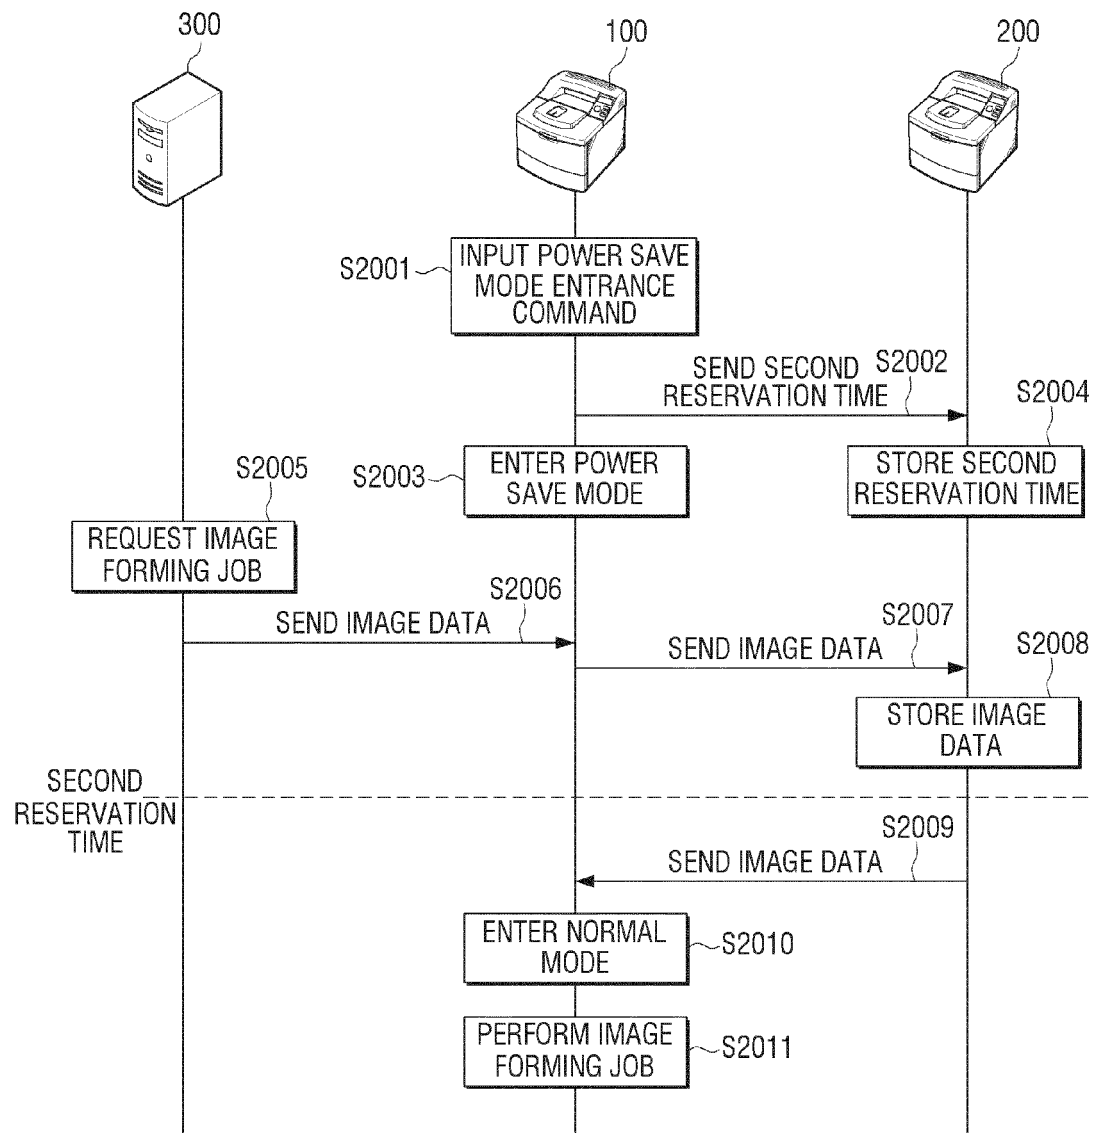 300
100
200
S2001
INPUT POWER SAVE
MODE ENTRANCE
COMMAND
SEND SECOND
RESERVATION TIME
S2002
S2004
S2003
ENTER POWER
SAVE MODE
STORE SECOND
RESERVATION TIME
S2005
REQUEST IMAGE
FORMING JOB
SEND IMAGE DATA
S2006
SEND IMAGE DATA
S2007
S2008
STORE IMAGE
DATA
SECOND
RESERVATION
TIME
SEND IMAGE DATA
S2009
ENTER NORMAL
MODE
S2010
PERFORM IMAGE
FORMING JOB
S2011